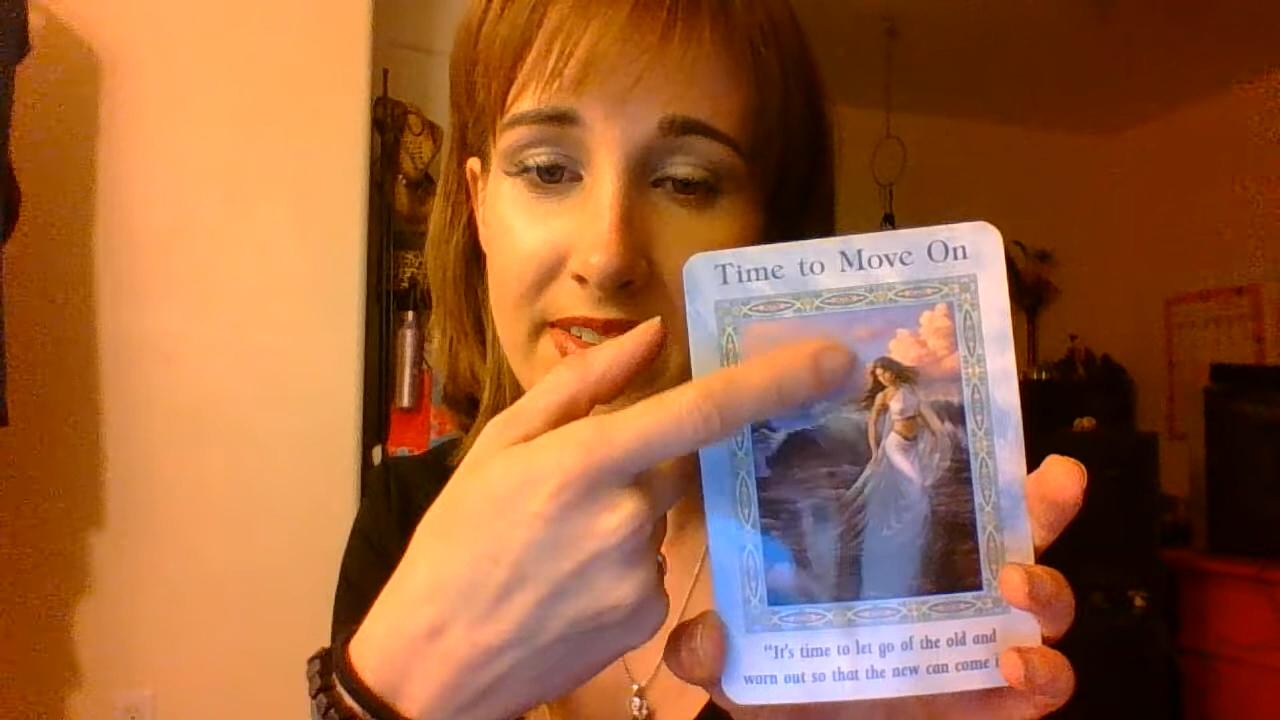 Time to Move On
"It's time to let go of the old and
worn out so that the new can come i